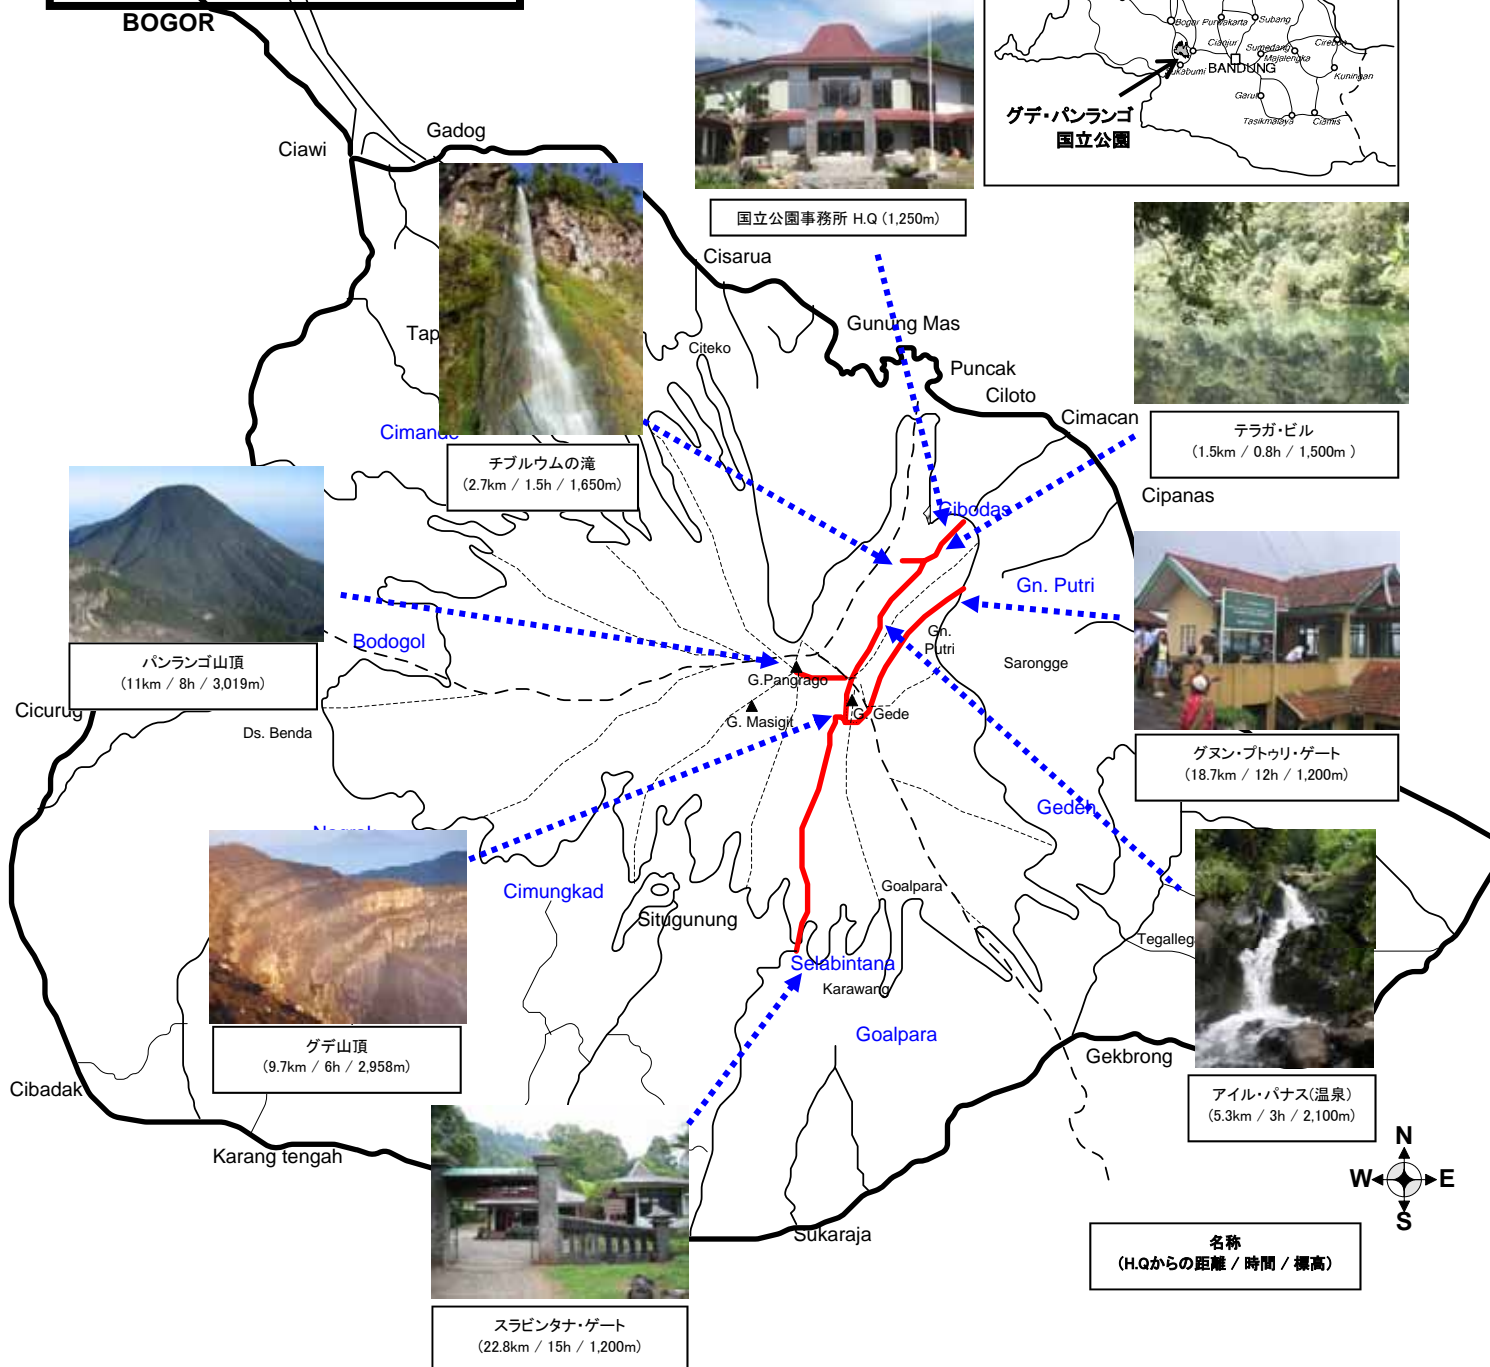 BOGOR
Bogor
Purwakarta
Subang
Cianjur
Sumedang
Cirebon
Majalengka
BANDUNG
Kuningan
Garut
Tasikmalaya
Ciamis
グデ・パンランゴ
国立公園
Ciawi
Gadog
国立公園事務所 H.Q (1,250m)
Cisarua
Gunung Mas
Citeko
Puncak
Ciloto
Cimacan
Cipanas
チブルウムの滝
(2.7km / 1.5h / 1,650m)
テラガ・ビル
(1.5km / 0.8h / 1,500m )
Cibodas
Gn. Putri
Gn.
Putri
Sarongge
Bodogol
パンランゴ山頂
(11km / 8h / 3,019m)
G.Pangrago
G. Masigit
G. Gede
Cicurug
Ds. Benda
グヌン・プトゥリ・ゲート
(18.7km / 12h / 1,200m)
Gedeh
Cimungkad
Situgunung
Goalpara
Selabintana
Karawang
Goalpara
Gekbrong
グデ山頂
(9.7km / 6h / 2,958m)
Cibadak
Karang tengah
アイル・パナス(温泉)
(5.3km / 3h / 2,100m)
N
W
E
S
Sukaraja
名称
(H.Qからの距離 / 時間 / 標高)
スラビンタナ・ゲート
(22.8km / 15h / 1,200m)